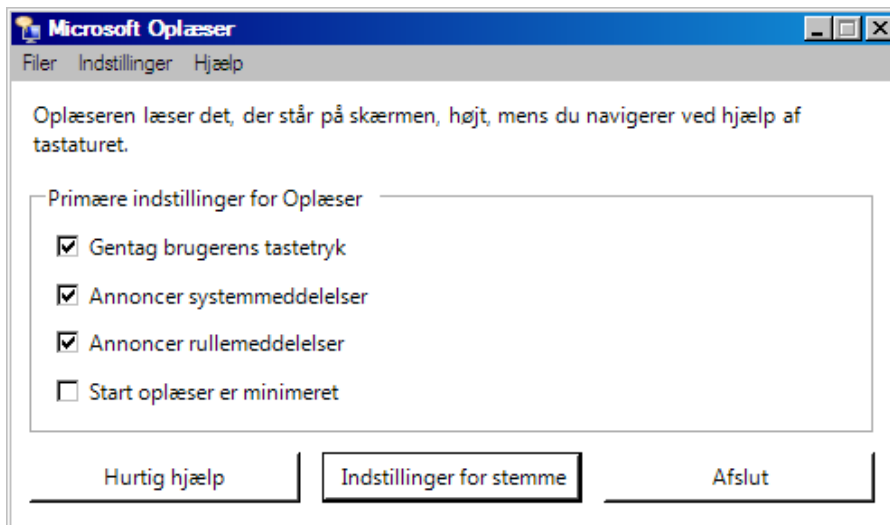 Microsoft Oplæser
Filer Indstillinger Hjælp
Oplæseren læser det, der står på skærmen, højt, mens du navigerer ved hjælp af
tastaturet.
Primære indstillinger for Oplæser
Gentag brugerens tastetryk
Annoncer systemmeddelelser
Annoncer rullemeddelelser
Start oplæser er minimeret
Hurtig hjælp Indstillinger for stemme Afslut